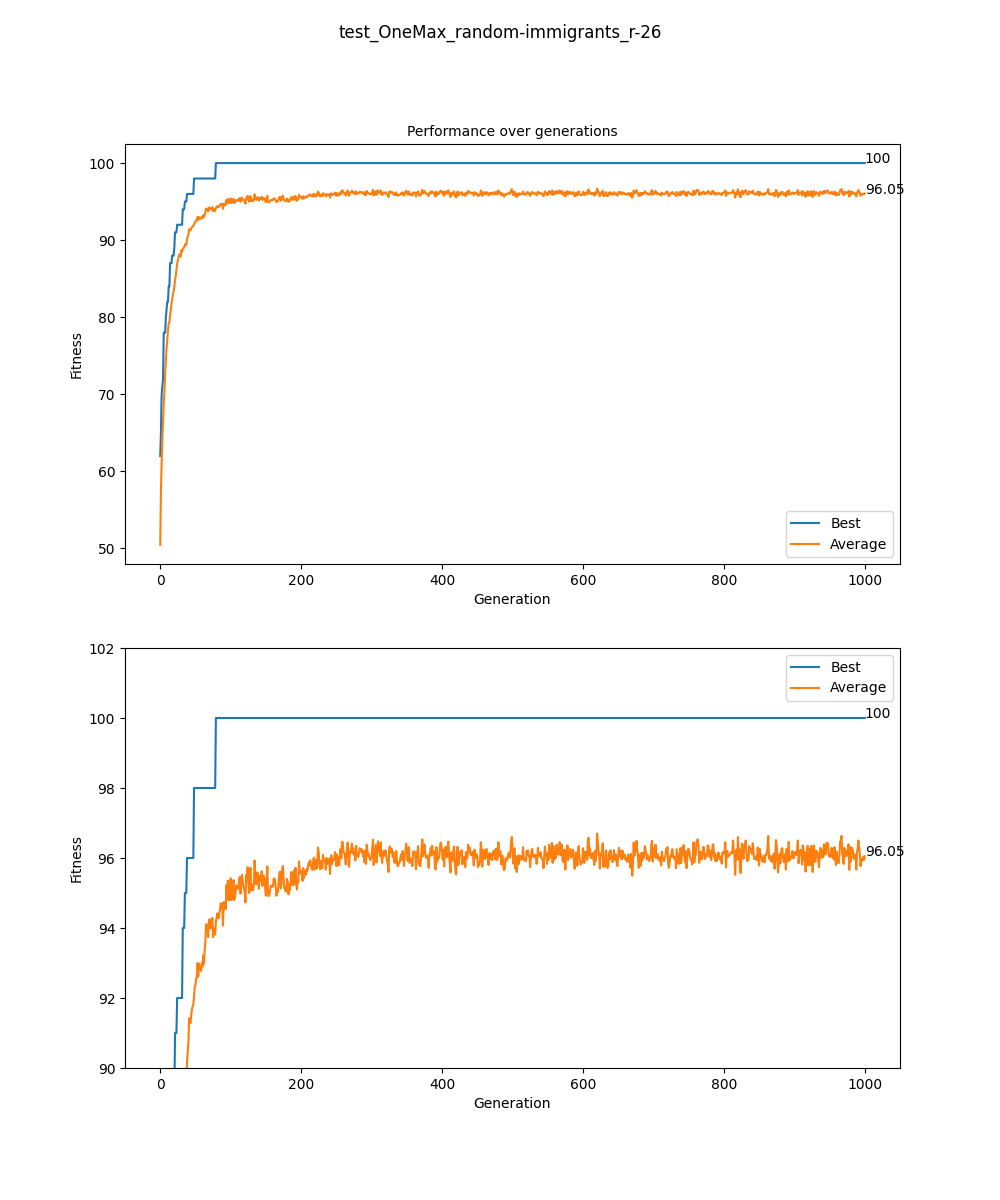 test_OneMax_random-immigrants_r-26
Performance over generations
100
90
80
70
60
50
Fitness
100
96.05
Best
Average
0 200 400 600 800 1000
Generation
102
100
98
96
94
92
90
Fitness
Best
Average
100
96.05
0 200 400 600 800 1000
Generation